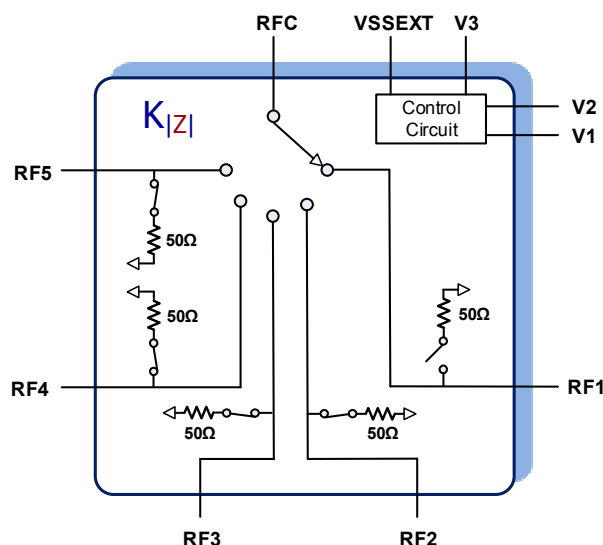 RFC VSSEXT V3
K|Z|
Control
Circuit
V2
V1
RF5
50Ω
50Ω
50Ω
RF4
RF1
50Ω
50Ω
RF3
RF2